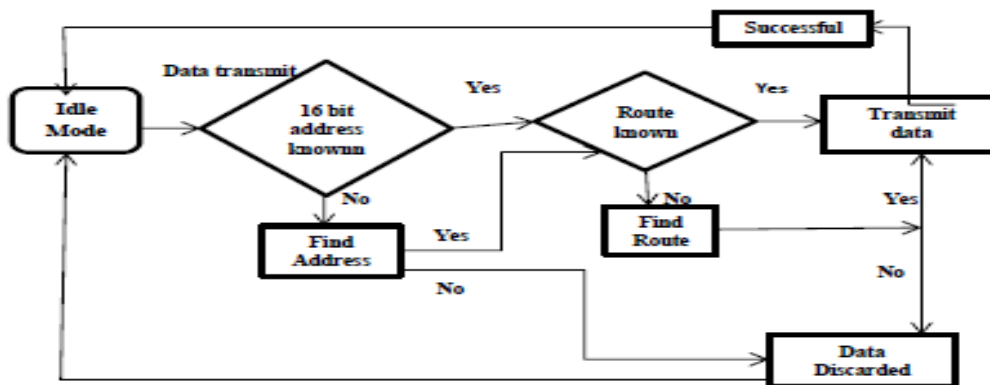 Successful
Data transmit
Idle
Mode
16 bit
address
knownn
Yes
Route
known
Yes
Transmit
data
No
Find
Address
Yes
No
No
Find
Route
Yes
No
Data
Discarded